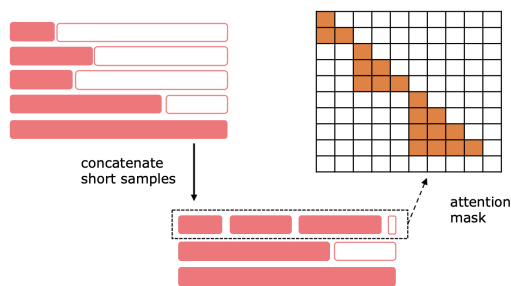 concatenate
short samples
attention
mask